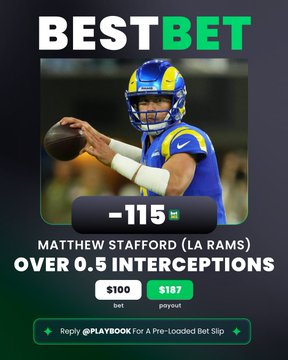 BESTBET
-115
MATTHEW STAFFORD (LA RAMS)
OVER 0.5 INTERCEPTIONS
$100 $187
bet payout
Reply @PLAYBOOK For A Pre-Loaded Bet Slip